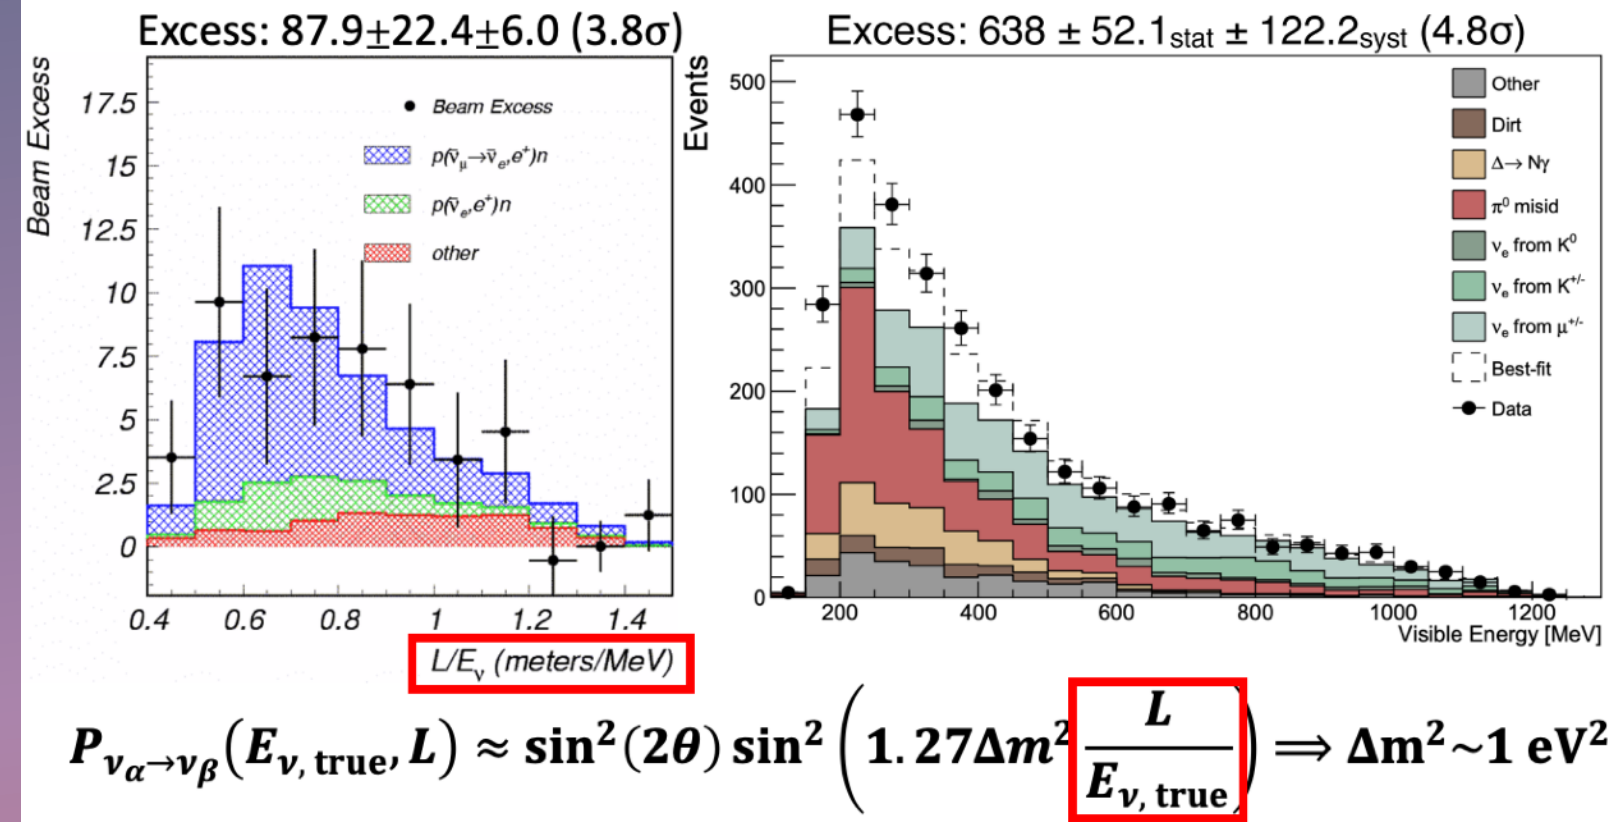 Excess: 87.9±22.4±6.0 (3.8σ)
Beam Excess
17.5
15
12.5
10
7.5
5
2.5
0
Beam Excess
p(ν̄μ→ν̄e,e⁺)n
p(ν̄e,e⁺)n
other
0.4 0.6 0.8 1 1.2 1.4
L/Eν (meters/MeV)
Excess: 638 ± 52.1stat ± 122.2syst (4.8σ)
Events
500
400
300
200
100
0
Other
Dirt
Δ→ Nγ
π⁰ misid
νe from K⁰
νe from K⁺/⁻
νe from μ⁺/⁻
Best-fit
Data
200 400 600 800 1000 1200
Visible Energy [MeV]
Pνα→νβ(Eν, true, L) ≈ sin²(2θ) sin²(1.27Δm² L/Eν, true) ⟹ Δm²~1 eV²